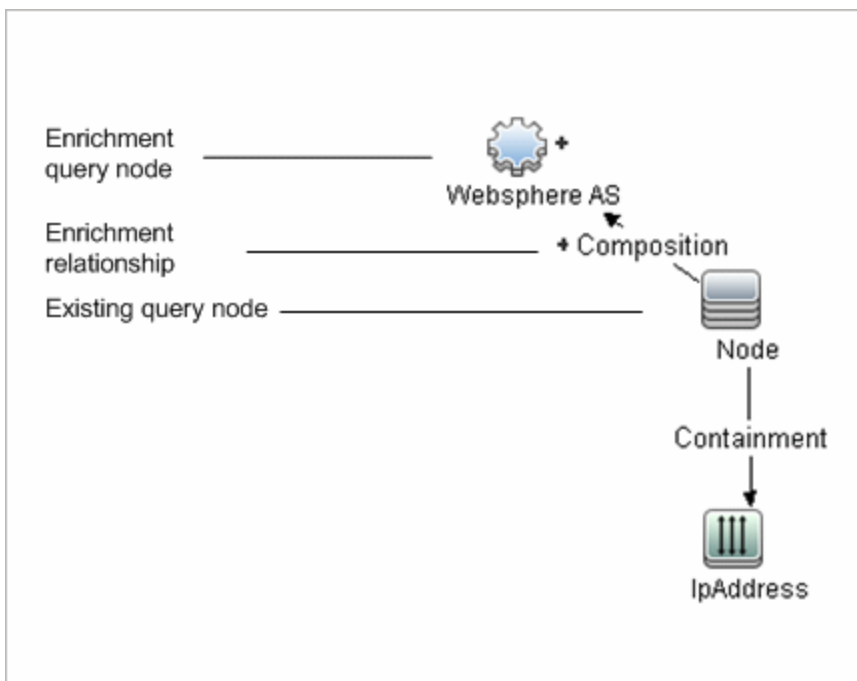 Enrichment
query node
Websphere AS
Enrichment
relationship
+ Composition
Existing query node
Node
Containment
IpAddress